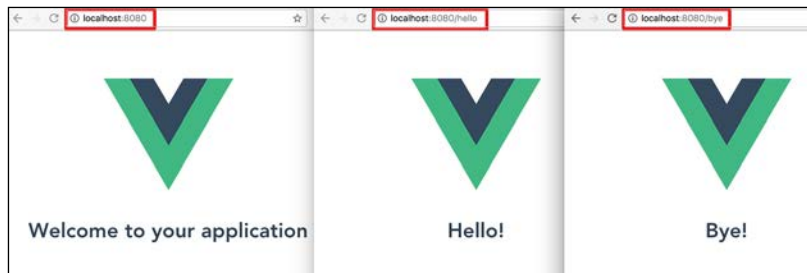 localhost:8080
localhost:8080/hello
localhost:8080/bye
Welcome to your application
Hello!
Bye!